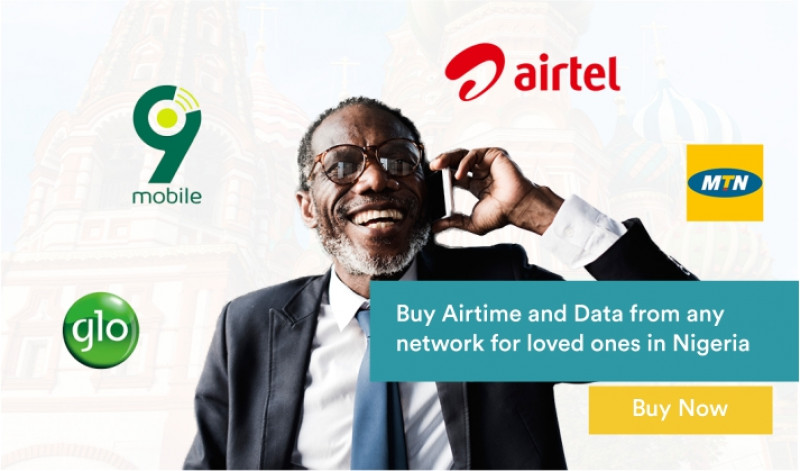 airtel
9
mobile
MTN
glo
Buy Airtime and Data from any
network for loved ones in Nigeria
Buy Now